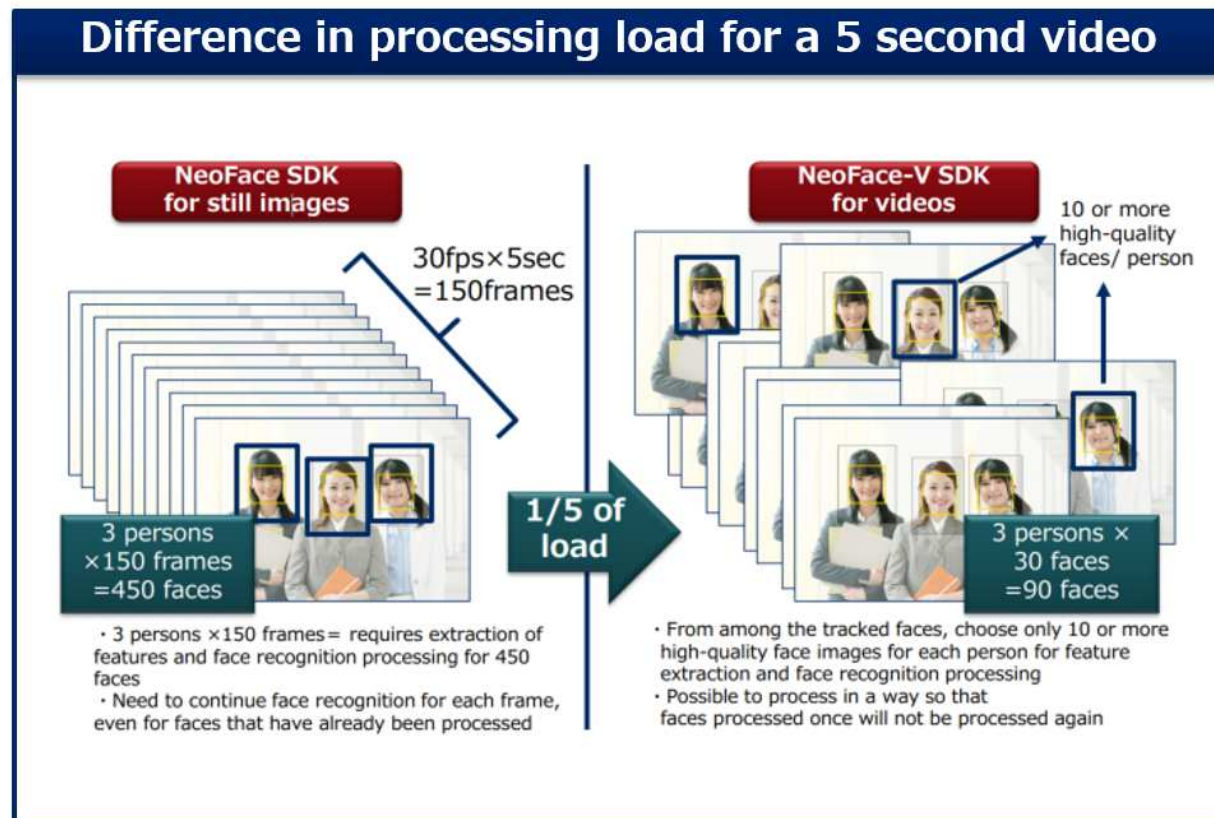 Difference in processing load for a 5 second video
NeoFace SDK
for still images
30fps×5sec
=150frames
3 persons
×150 frames
=450 faces
・3 persons ×150 frames= requires extraction of
features and face recognition processing for 450
faces
・Need to continue face recognition for each frame,
even for faces that have already been processed
1/5 of
load
NeoFace-V SDK
for videos
10 or more
high-quality
faces/ person
3 persons ×
30 faces
=90 faces
・From among the tracked faces, choose only 10 or more
high-quality face images for each person for feature
extraction and face recognition processing
・Possible to process in a way so that
faces processed once will not be processed again